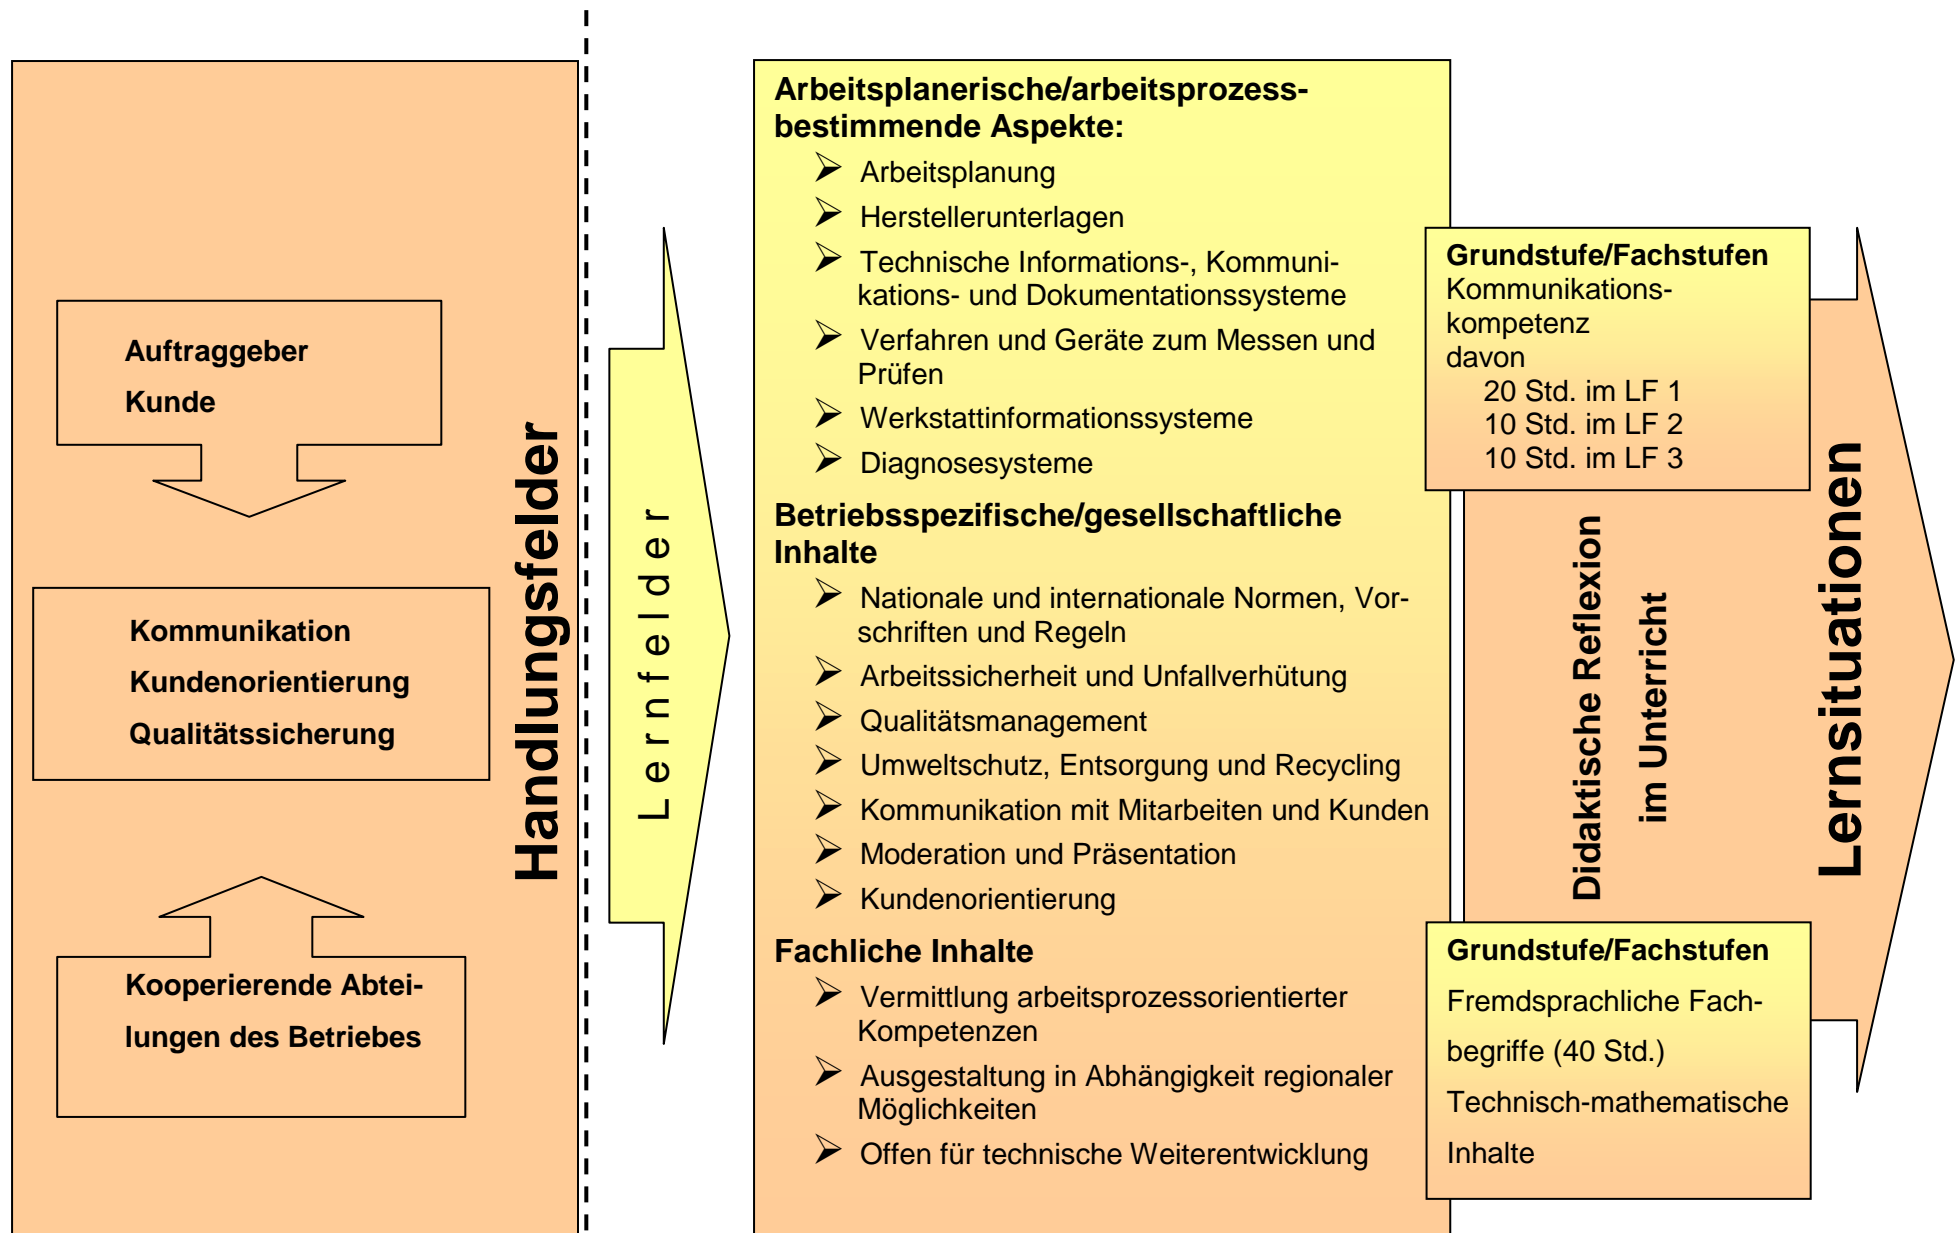 Auftraggeber
Kunde
Kommunikation
Kundenorientierung
Qualitätssicherung
Kooperierende Abtei-
lungen des Betriebes
Handlungsfelder
Lernfelder
Arbeitsplanerische/arbeitsprozess-
bestimmende Aspekte:
➢ Arbeitsplanung
➢ Herstellerunterlagen
➢ Technische Informations-, Kommuni-
kations- und Dokumentationssysteme
➢ Verfahren und Geräte zum Messen und
Prüfen
➢ Werkstattinformationssysteme
➢ Diagnosesysteme
Betriebsspezifische/gesellschaftliche
Inhalte
➢ Nationale und internationale Normen, Vor-
schriften und Regeln
➢ Arbeitssicherheit und Unfallverhütung
➢ Qualitätsmanagement
➢ Umweltschutz, Entsorgung und Recycling
➢ Kommunikation mit Mitarbeiten und Kunden
➢ Moderation und Präsentation
➢ Kundenorientierung
Fachliche Inhalte
➢ Vermittlung arbeitsprozessorientierter
Kompetenzen
➢ Ausgestaltung in Abhängigkeit regionaler
Möglichkeiten
➢ Offen für technische Weiterentwicklung
Grundstufe/Fachstufen
Kommunikations-
kompetenz
davon
20 Std. im LF 1
10 Std. im LF 2
10 Std. im LF 3
Didaktische Reflexion
im Unterricht
Grundstufe/Fachstufen
Fremdsprachliche Fach-
begriffe (40 Std.)
Technisch-mathematische
Inhalte
Lernsituationen